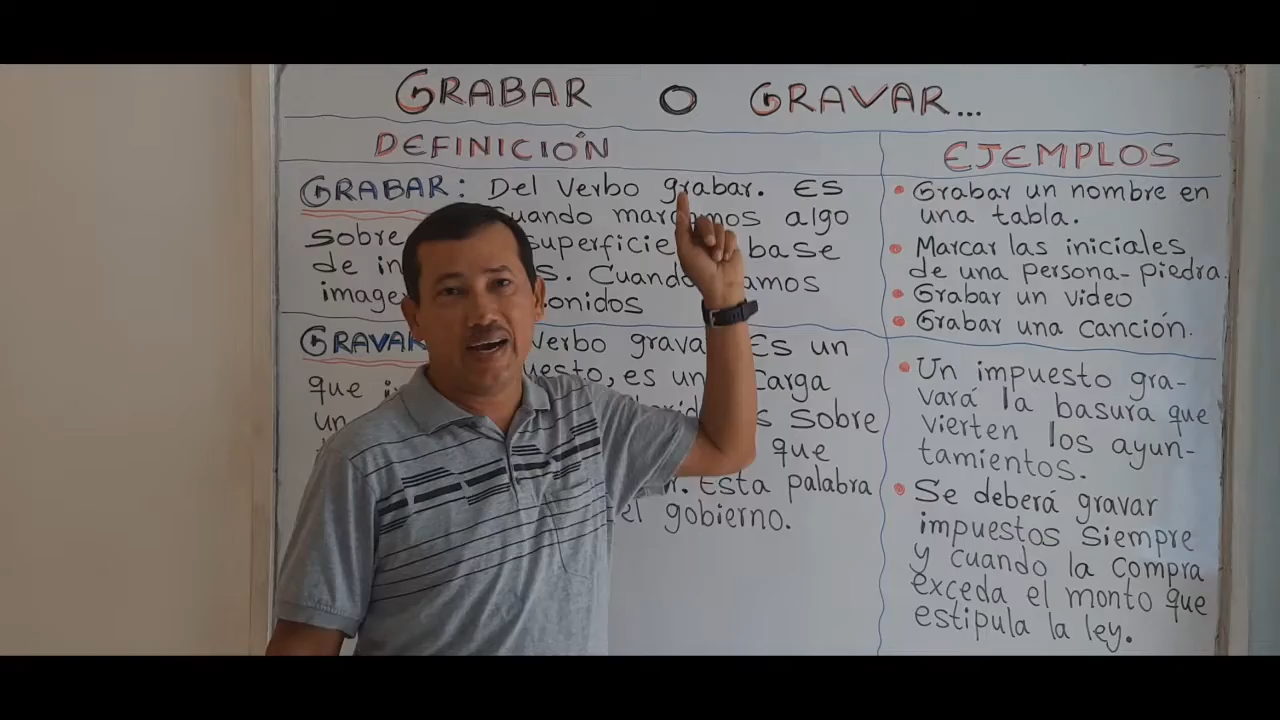 GRABAR O GRAVAR...
DEFINICIÓN
GRABAR: Del verbo grabar. Es
cuando marcamos algo
sobre superficie base
de in s. Cuando
image sonidos
GRAVAR verbo grava Es un
que es un carga
un sobre
que
Esta palabra
el gobierno.
EJEMPLOS
• Grabar un nombre en
una tabla.
• Marcar las iniciales
de una persona-piedra.
• Grabar un video
• Grabar una canción.
• Un impuesto gra-
vará la basura que
vierten los ayun-
tamientos.
• Se deberá gravar
impuestos siempre
y cuando la compra
exceda el monto que
estipula la ley.